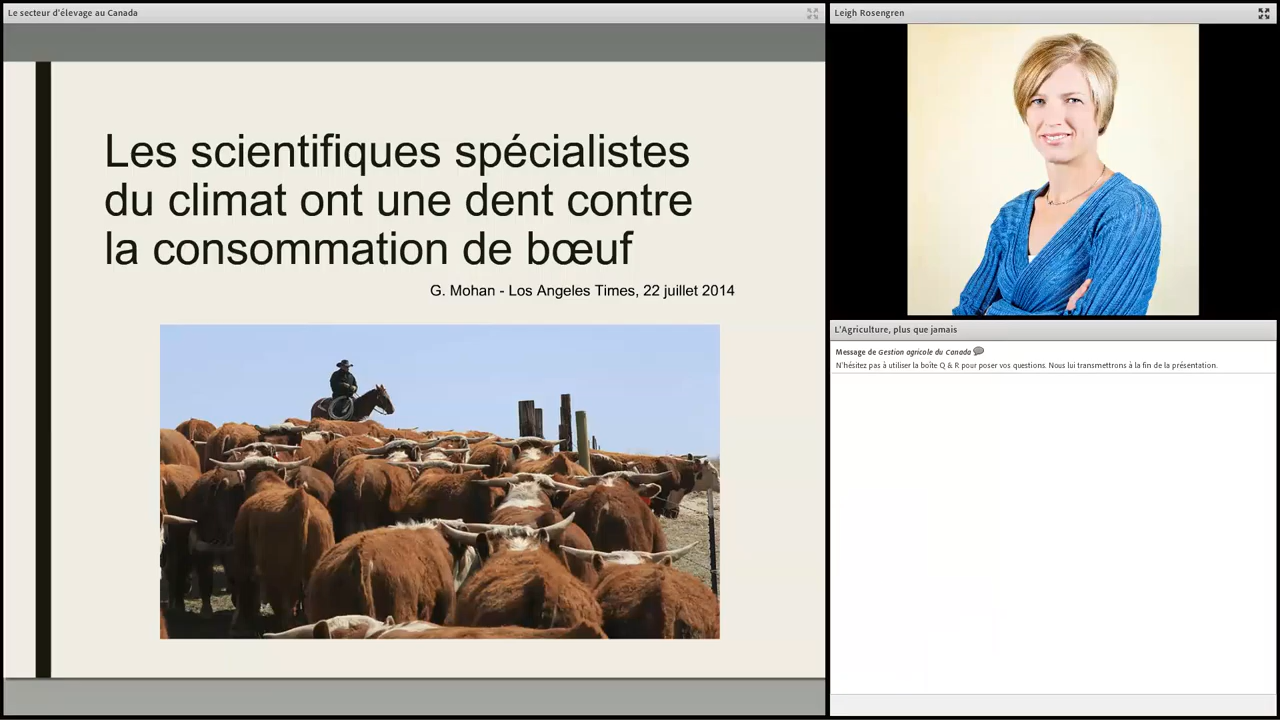 Le secteur d'élevage au Canada
Les scientifiques spécialistes
du climat ont une dent contre
la consommation de bœuf
G. Mohan - Los Angeles Times, 22 juillet 2014
Leigh Rosengren
L'Agriculture, plus que jamais
Message de Gestion agricole du Canada
N'hésitez pas à utiliser la boîte Q & R pour poser vos questions. Nous lui transmettrons à la fin de la présentation.